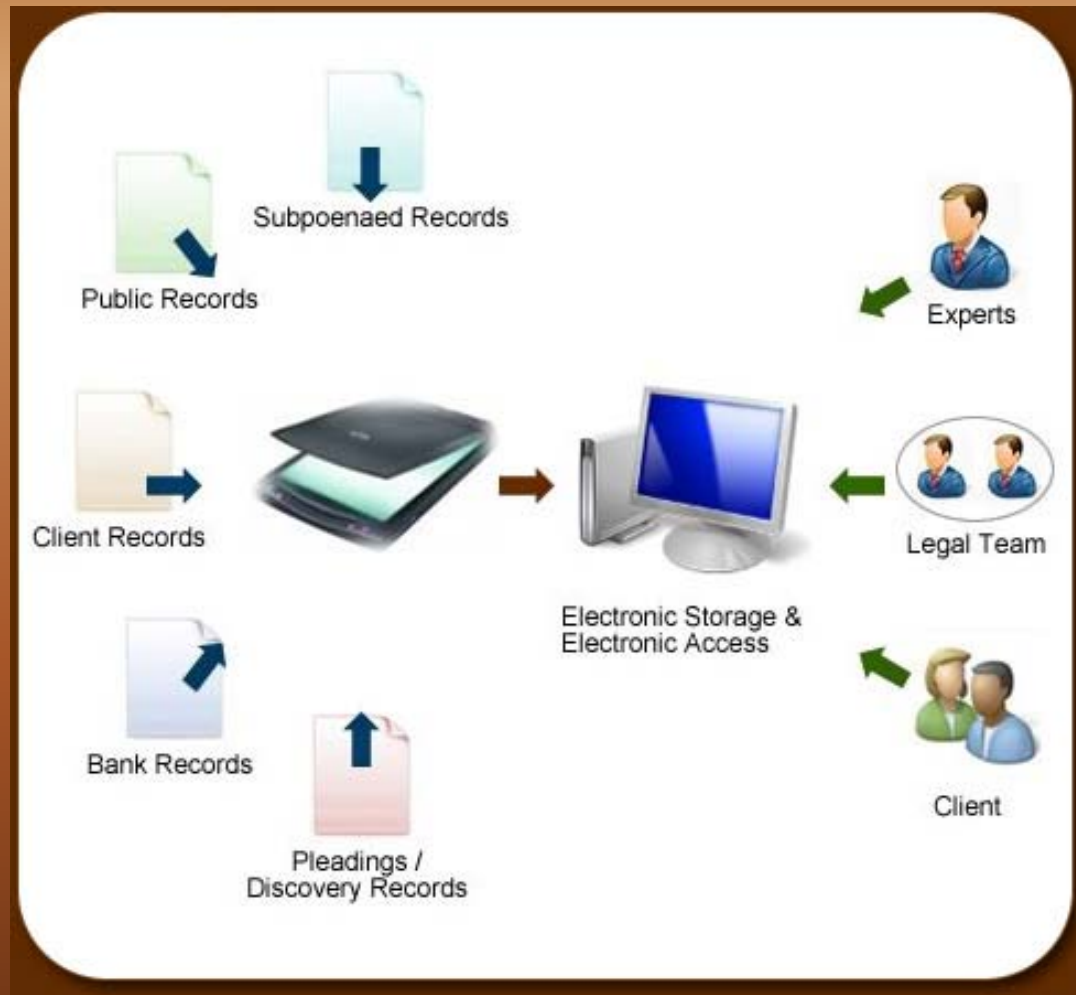 Subpoenaed Records
Public Records
Experts
Client Records
Legal Team
Electronic Storage &
Electronic Access
Bank Records
Client
Pleadings /
Discovery Records